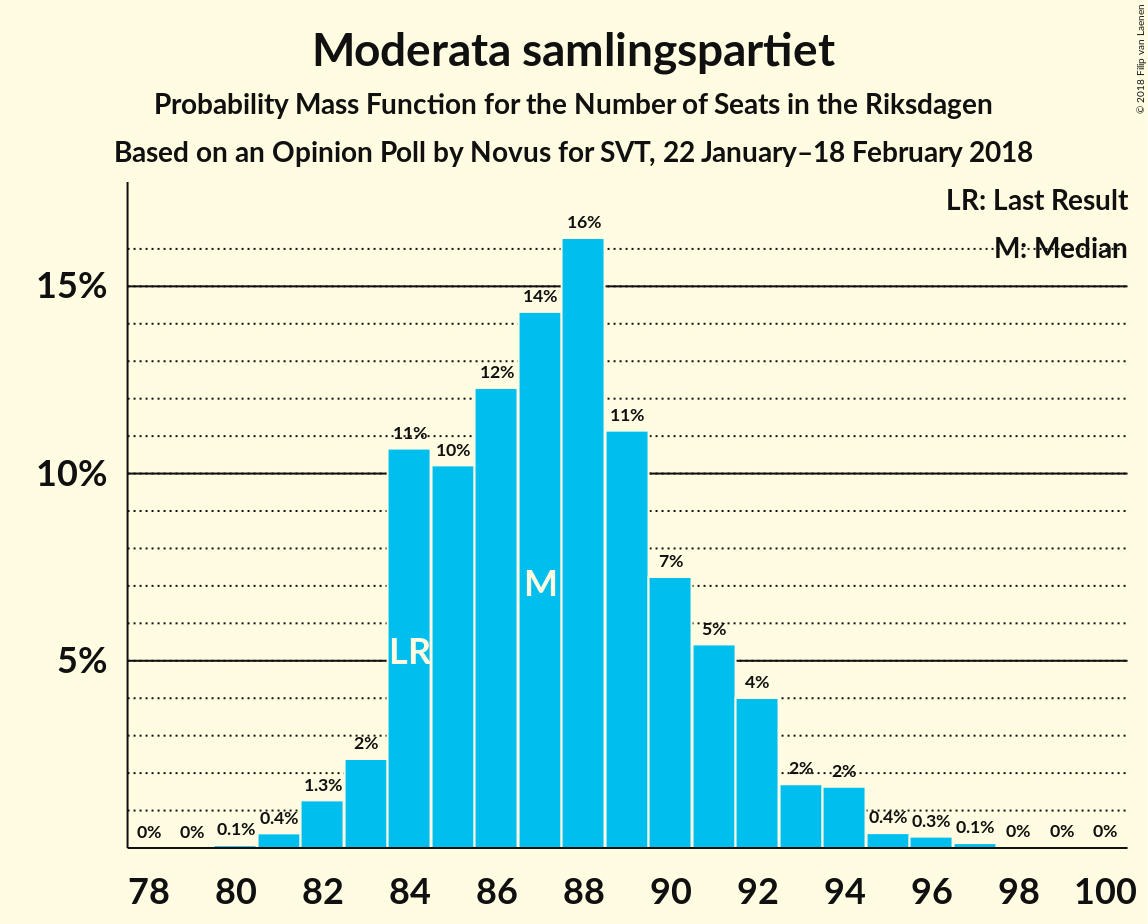 Moderata samlingspartiet
Probability Mass Function for the Number of Seats in the Riksdagen
Based on an Opinion Poll by Novus for SVT, 22 January–18 February 2018
© 2018 Filip van Laenen
LR: Last Result
M: Median
15%
10%
5%
0%
0%
0.1%
0.4%
1.3%
2%
11%
10%
12%
14%
16%
11%
7%
5%
4%
2%
2%
0.4%
0.3%
0.1%
0%
0%
0%
LR
M
78 80 82 84 86 88 90 92 94 96 98 100